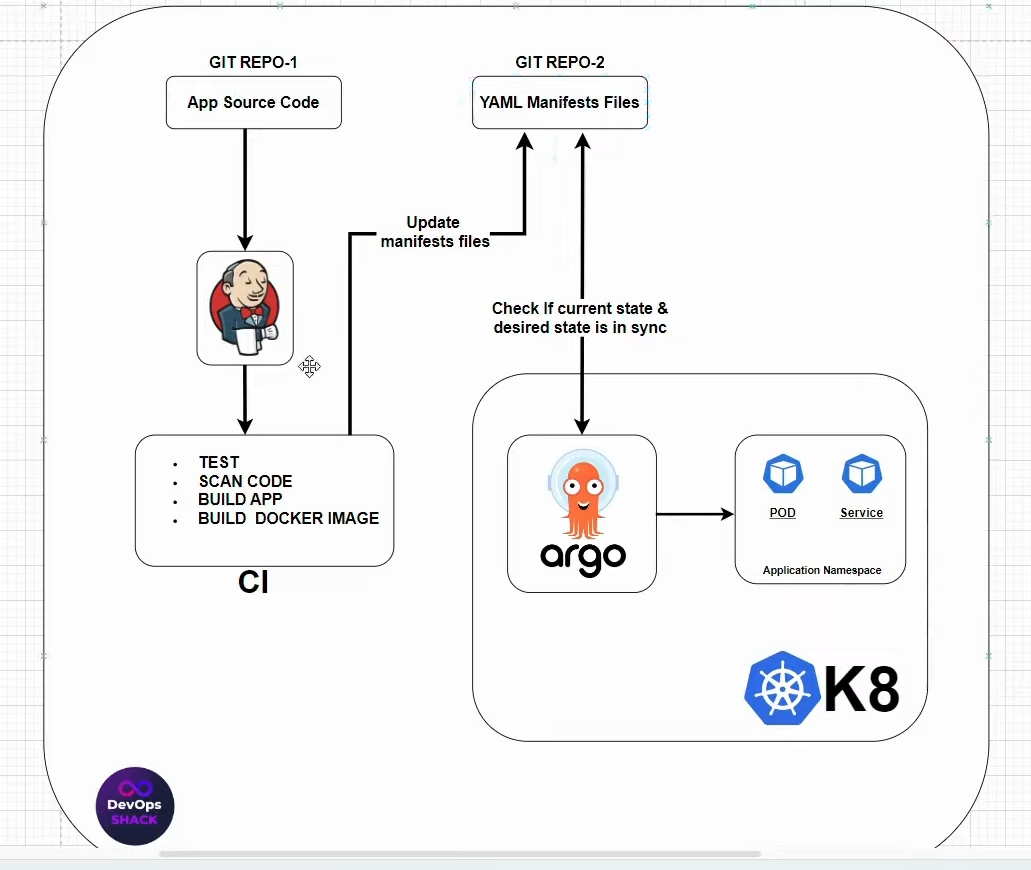 GIT REPO-1
App Source Code
GIT REPO-2
YAML Manifests Files
Update
manifests files
Check If current state &
desired state is in sync
• TEST
• SCAN CODE
• BUILD APP
• BUILD DOCKER IMAGE
CI
argo
POD
Service
Application Namespace
K8
DevOps
SHACK